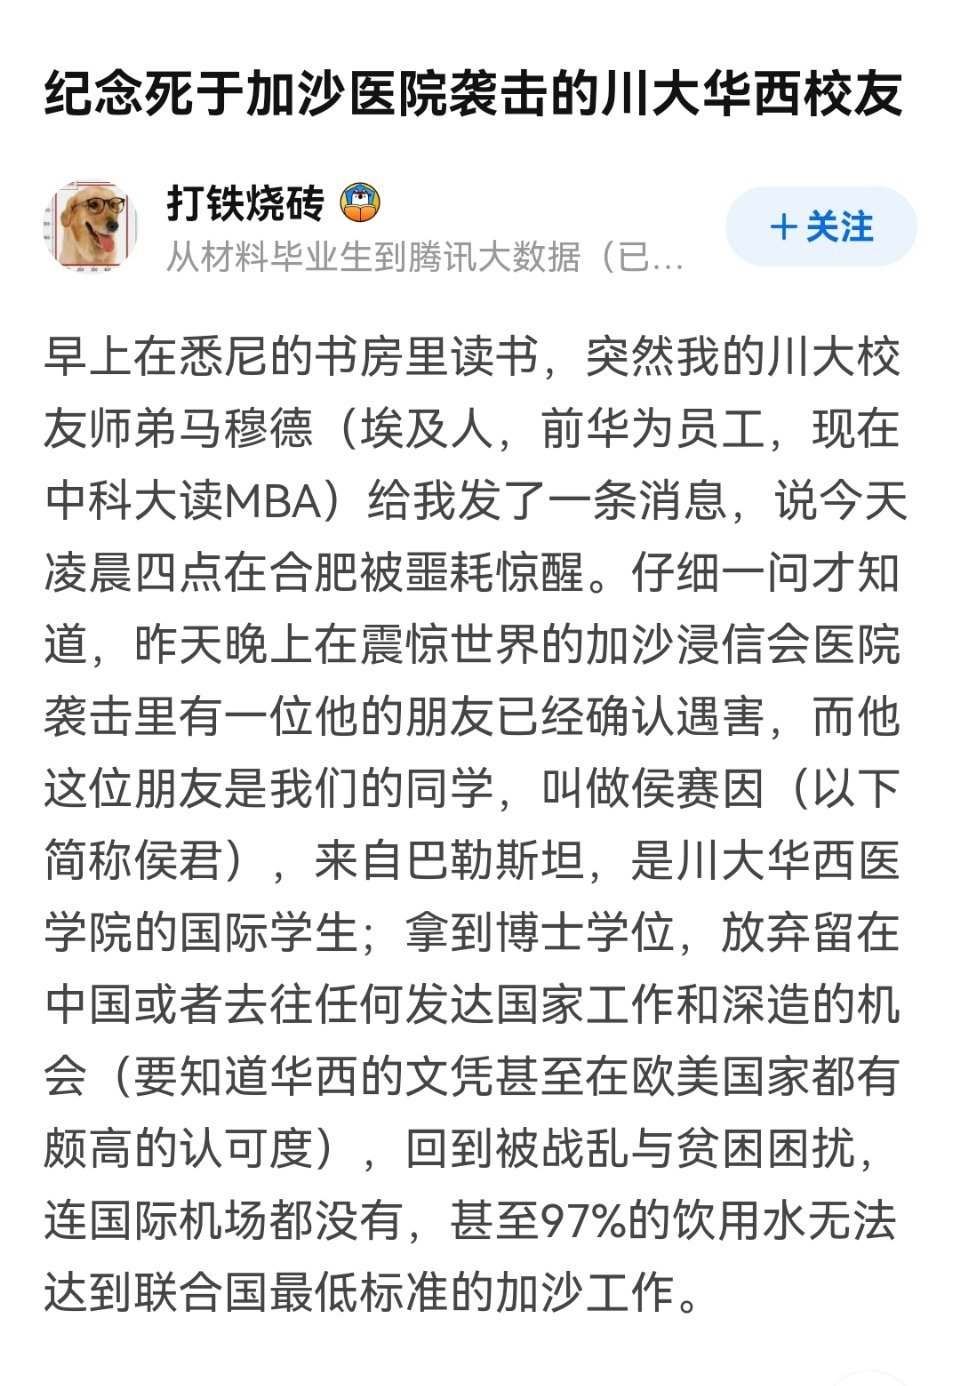 纪念死于加沙医院袭击的川大华西校友
打铁烧砖
从材料毕业生到腾讯大数据（已...
+关注
早上在悉尼的书房里读书，突然我的川大校
友师弟马穆德（埃及人，前华为员工，现在
中科大读MBA）给我发了一条消息，说今天
凌晨四点在合肥被噩耗惊醒。仔细一问才知
道，昨天晚上在震惊世界的加沙浸信会医院
袭击里有一位他的朋友已经确认遇害，而他
这位朋友是我们的同学，叫做侯赛因（以下
简称侯君），来自巴勒斯坦，是川大华西医
学院的国际学生；拿到博士学位，放弃留在
中国或者去往任何发达国家工作和深造的机
会（要知道华西的文凭甚至在欧美国家都有
颇高的认可度），回到被战乱与贫困困扰，
连国际机场都没有，甚至97%的饮用水无法
达到联合国最低标准的加沙工作。